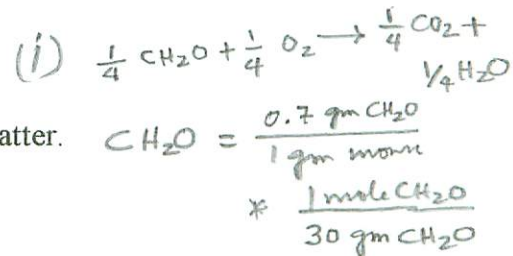 (i) 1/4 CH₂O + 1/4 O₂ → 1/4 CO₂ +
1/4 H₂O
atter. CH₂O = 0.7 gm CH₂O / 1 gm mouse
* 1 mole CH₂O / 30 gm CH₂O